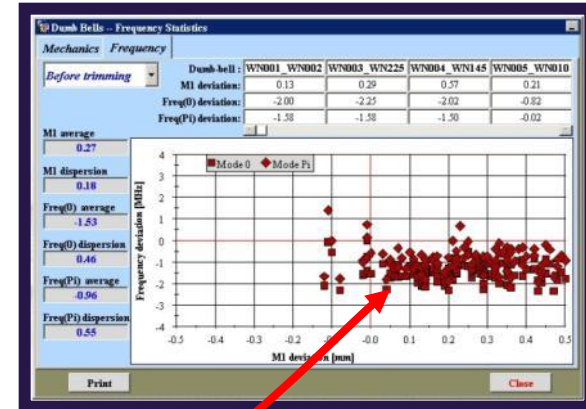 Dumb Bells -- Frequency Statistics
Mechanics Frequency
Before trimming
Dumb-bell : WN001_WN002 WN003_WN225 WN004_WN145 WN005_WN010
M1 deviation: 0.13 0.29 0.57 0.21
Freq(0) deviation: -2.00 -2.25 -2.02 -0.82
Freq(Pi) deviation: -1.58 -1.58 -1.50 -0.02
M1 average
0.27
M1 dispersion
0.18
Freq(0) average
-1.53
Freq(0) dispersion
0.46
Freq(Pi) average
-0.96
Freq(Pi) dispersion
0.55
Mode 0 Mode Pi
Frequency deviation [MHz]
4
3
2
1
0
-1
-2
-3
-4
-0.5 -0.4 -0.3 -0.2 -0.1 -0.0 0.1 0.2 0.3 0.4 0.5
M1 deviation [mm]
Print Close